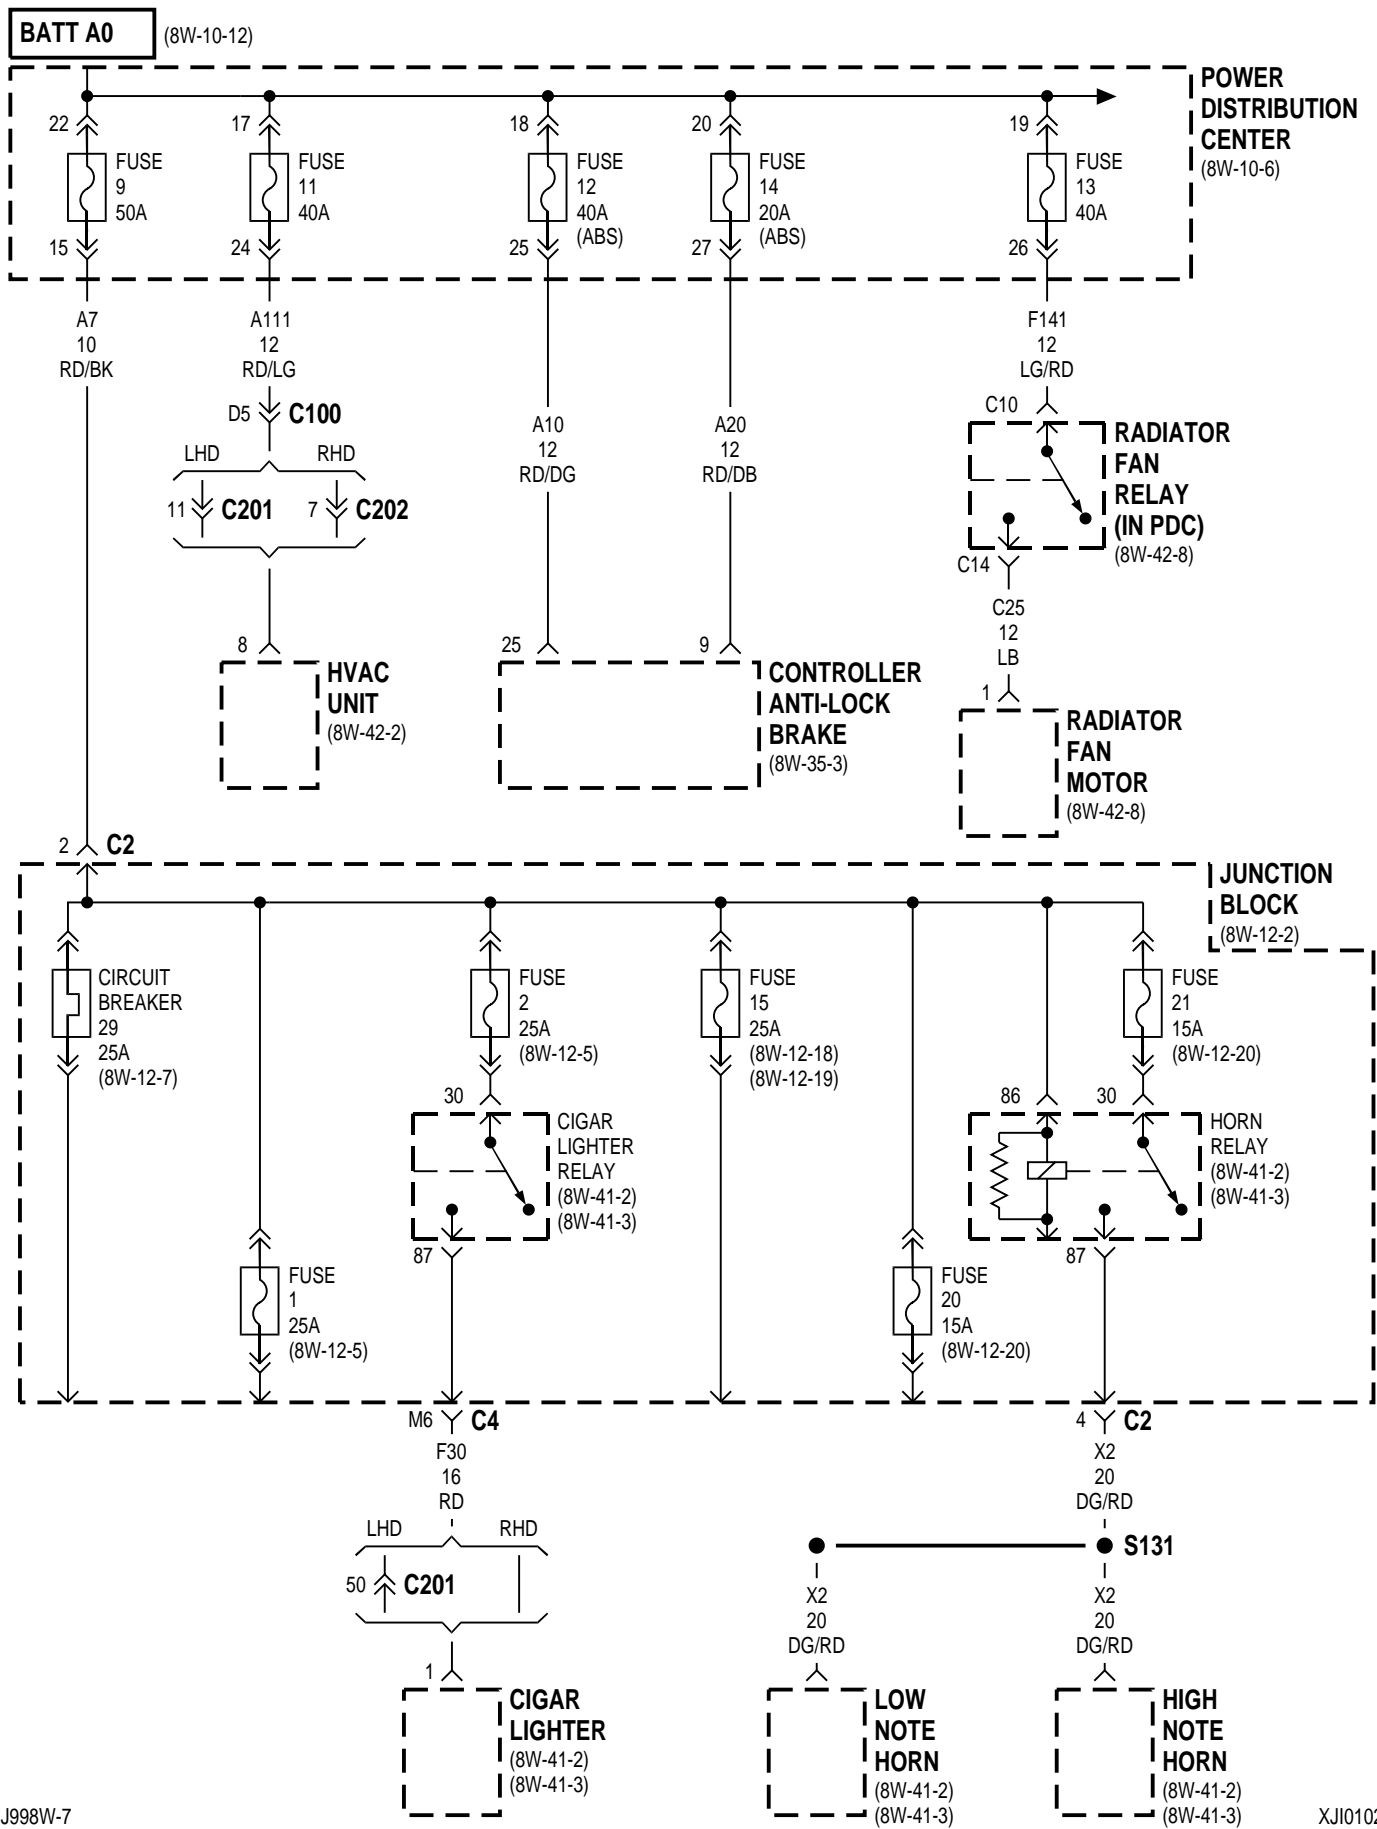 BATT A0
(8W-10-12)
POWER
DISTRIBUTION
CENTER
(8W-10-6)
22
FUSE
9
50A
15
17
FUSE
11
40A
24
18
FUSE
12
40A
(ABS)
25
20
FUSE
14
20A
(ABS)
27
19
FUSE
13
40A
26
A7
10
RD/BK
A111
12
RD/LG
D5
C100
LHD
RHD
11
C201
7
C202
8
HVAC
UNIT
(8W-42-2)
A10
12
RD/DG
A20
12
RD/DB
25
9
CONTROLLER
ANTI-LOCK
BRAKE
(8W-35-3)
F141
12
LG/RD
C10
RADIATOR
FAN
RELAY
(IN PDC)
(8W-42-8)
C14
C25
12
LB
1
RADIATOR
FAN
MOTOR
(8W-42-8)
2
C2
JUNCTION
BLOCK
(8W-12-2)
CIRCUIT
BREAKER
29
25A
(8W-12-7)
FUSE
2
25A
(8W-12-5)
FUSE
15
25A
(8W-12-18)
(8W-12-19)
FUSE
21
15A
(8W-12-20)
30
CIGAR
LIGHTER
RELAY
(8W-41-2)
(8W-41-3)
87
86
30
HORN
RELAY
(8W-41-2)
(8W-41-3)
87
FUSE
1
25A
(8W-12-5)
FUSE
20
15A
(8W-12-20)
M6
C4
F30
16
RD
LHD
RHD
50
C201
1
CIGAR
LIGHTER
(8W-41-2)
(8W-41-3)
4
C2
X2
20
DG/RD
S131
X2
20
DG/RD
X2
20
DG/RD
LOW
NOTE
HORN
(8W-41-2)
(8W-41-3)
HIGH
NOTE
HORN
(8W-41-2)
(8W-41-3)
J998W-7
XJI0102